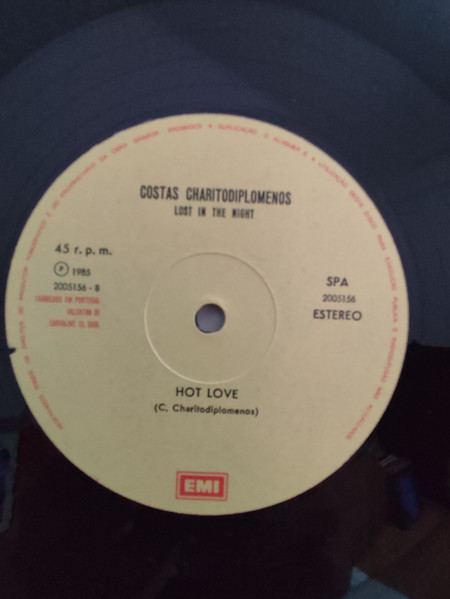 COSTAS CHARITODIPLOMENOS
LOST IN THE NIGHT
45 r. p. m.
℗ 1985
2005156 - B
FABRICADO EM PORTUGAL
VALENTIM DE
CARVALHO CI SARL
SPA
2005156
ESTEREO
HOT LOVE
(C. Charitodiplomenos)
EMI